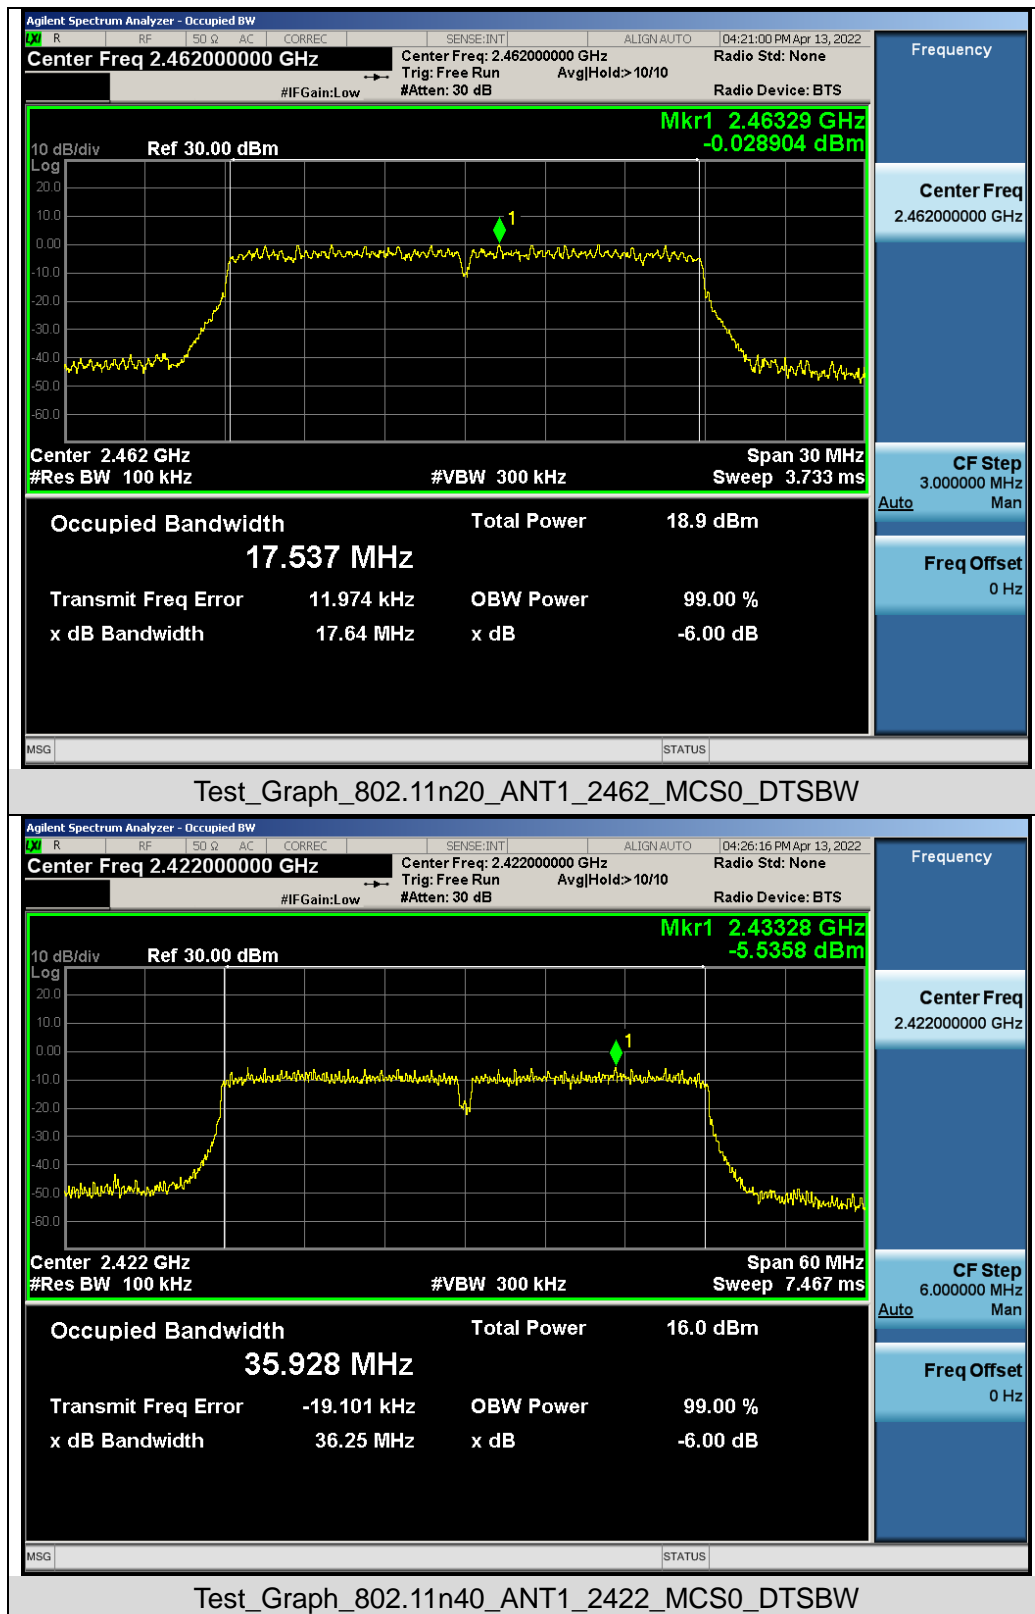 Agilent Spectrum Analyzer - Occupied BW
LXI R RF 50 Ω AC CORREC SENSE:INT ALIGN AUTO 04:21:00 PM Apr 13, 2022
Center Freq 2.462000000 GHz Center Freq: 2.462000000 GHz Radio Std: None Frequency
Trig: Free Run Avg|Hold:> 10/10
#IFGain:Low #Atten: 30 dB Radio Device: BTS
Mkr1 2.46329 GHz
10 dB/div Ref 30.00 dBm -0.028904 dBm
Log
20.0
10.0
0.00
-10.0
-20.0
-30.0
-40.0
-50.0
-60.0
1
Center 2.462 GHz Span 30 MHz
#Res BW 100 kHz #VBW 300 kHz Sweep 3.733 ms
Center Freq
2.462000000 GHz
CF Step
3.000000 MHz
Auto Man
Freq Offset
0 Hz
Occupied Bandwidth Total Power 18.9 dBm
17.537 MHz
Transmit Freq Error 11.974 kHz OBW Power 99.00 %
x dB Bandwidth 17.64 MHz x dB -6.00 dB
MSG STATUS
Test_Graph_802.11n20_ANT1_2462_MCS0_DTSBW
Agilent Spectrum Analyzer - Occupied BW
LXI R RF 50 Ω AC CORREC SENSE:INT ALIGN AUTO 04:26:16 PM Apr 13, 2022
Center Freq 2.422000000 GHz Center Freq: 2.422000000 GHz Radio Std: None Frequency
Trig: Free Run Avg|Hold:> 10/10
#IFGain:Low #Atten: 30 dB Radio Device: BTS
Mkr1 2.43328 GHz
10 dB/div Ref 30.00 dBm -5.5358 dBm
Log
20.0
10.0
0.00
-10.0
-20.0
-30.0
-40.0
-50.0
-60.0
1
Center 2.422 GHz Span 60 MHz
#Res BW 100 kHz #VBW 300 kHz Sweep 7.467 ms
Center Freq
2.422000000 GHz
CF Step
6.000000 MHz
Auto Man
Freq Offset
0 Hz
Occupied Bandwidth Total Power 16.0 dBm
35.928 MHz
Transmit Freq Error -19.101 kHz OBW Power 99.00 %
x dB Bandwidth 36.25 MHz x dB -6.00 dB
MSG STATUS
Test_Graph_802.11n40_ANT1_2422_MCS0_DTSBW